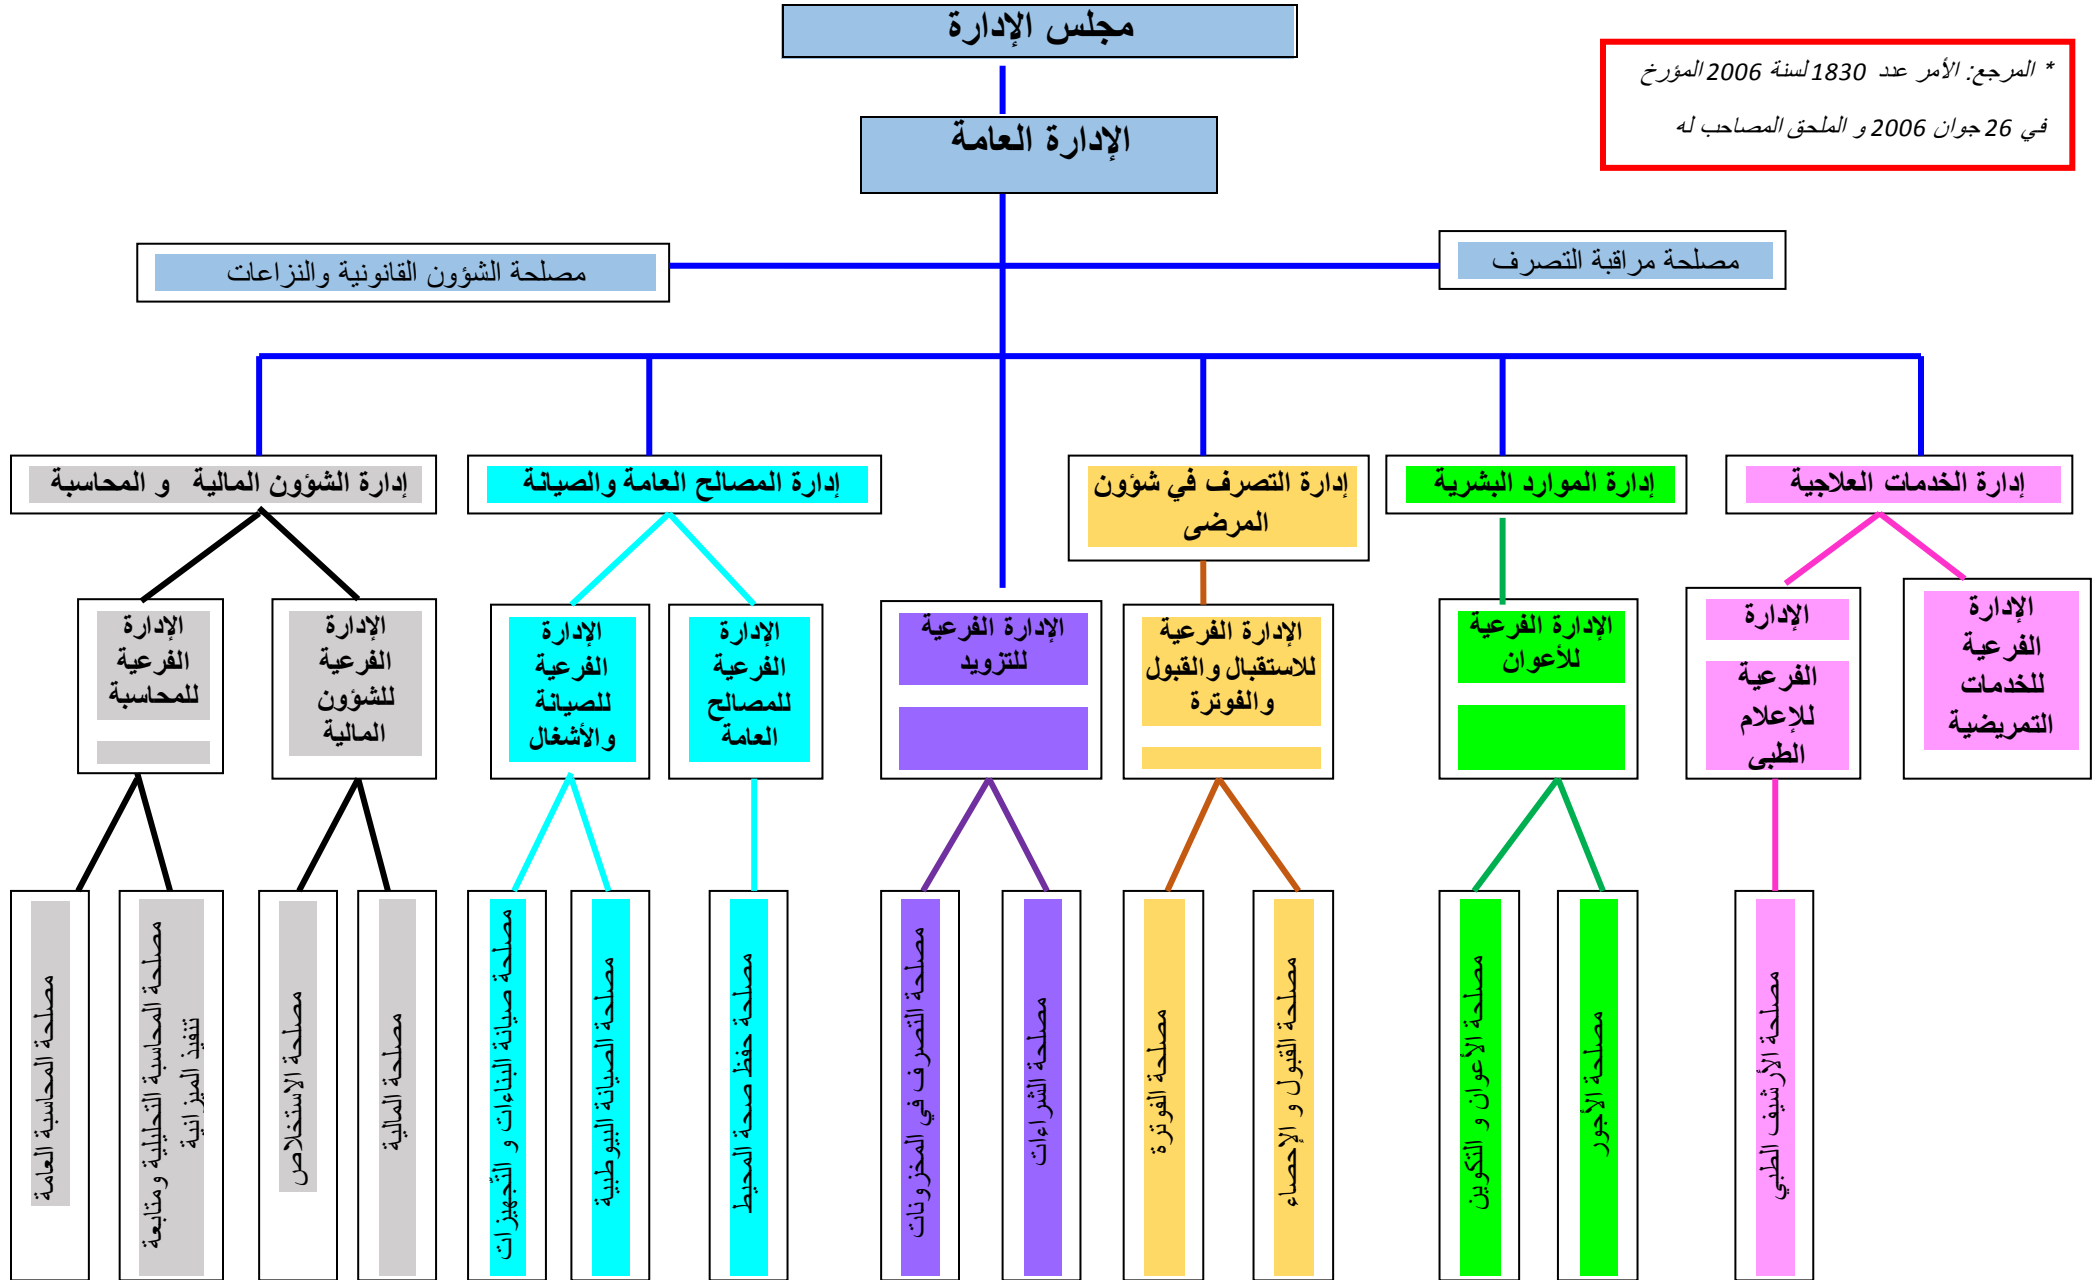 مجلس الإدارة
* المرجع: الأمر عدد 1830 لسنة 2006 المؤرخ
في 26 جوان 2006 و الملحق المصاحب له
الإدارة العامة
مصلحة مراقبة التصرف
مصلحة الشؤون القانونية والنزاعات
إدارة الخدمات العلاجية
إدارة الموارد البشرية
إدارة التصرف في شؤون
المرضى
إدارة المصالح العامة والصيانة
إدارة الشؤون المالية و المحاسبة
الإدارة
الفرعية
للخدمات
التمريضية
الإدارة
الفرعية
للإعلام
الطبي
الإدارة الفرعية
للأعوان
الإدارة الفرعية
للاستقبال والقبول
والفوترة
الإدارة الفرعية
للتزويد
الإدارة
الفرعية
للمصالح
العامة
الإدارة
الفرعية
للصيانة
والأشغال
الإدارة
الفرعية
للشؤون
المالية
الإدارة
الفرعية
للمحاسبة
مصلحة الأرشيف الطبي
مصلحة الأجور
مصلحة الأعوان و التكوين
مصلحة القبول و الإحصاء
مصلحة الفوترة
مصلحة الشراءات
مصلحة التصرف في المخزونات
مصلحة حفظ صحة المحيط
مصلحة الصيانة البيوطبية
مصلحة صيانة البناءات و التّجهيزات
مصلحة المالية
مصلحة الاستخلاص
مصلحة المحاسبة التحليلية ومتابعة
تنفيذ الميزانية
مصلحة المحاسبة العامة